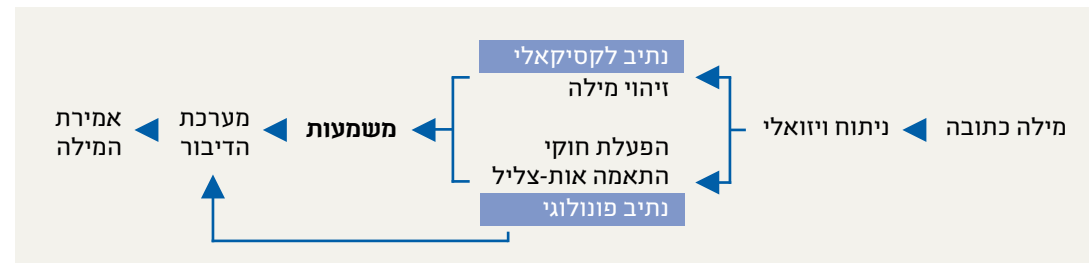 מילה כתובה
ניתוח ויזואלי
נתיב לקסיקאלי
זיהוי מילה
הפעלת חוקי
התאמה אות-צליל
נתיב פונולוגי
משמעות
מערכת
הדיבור
אמירת
המילה